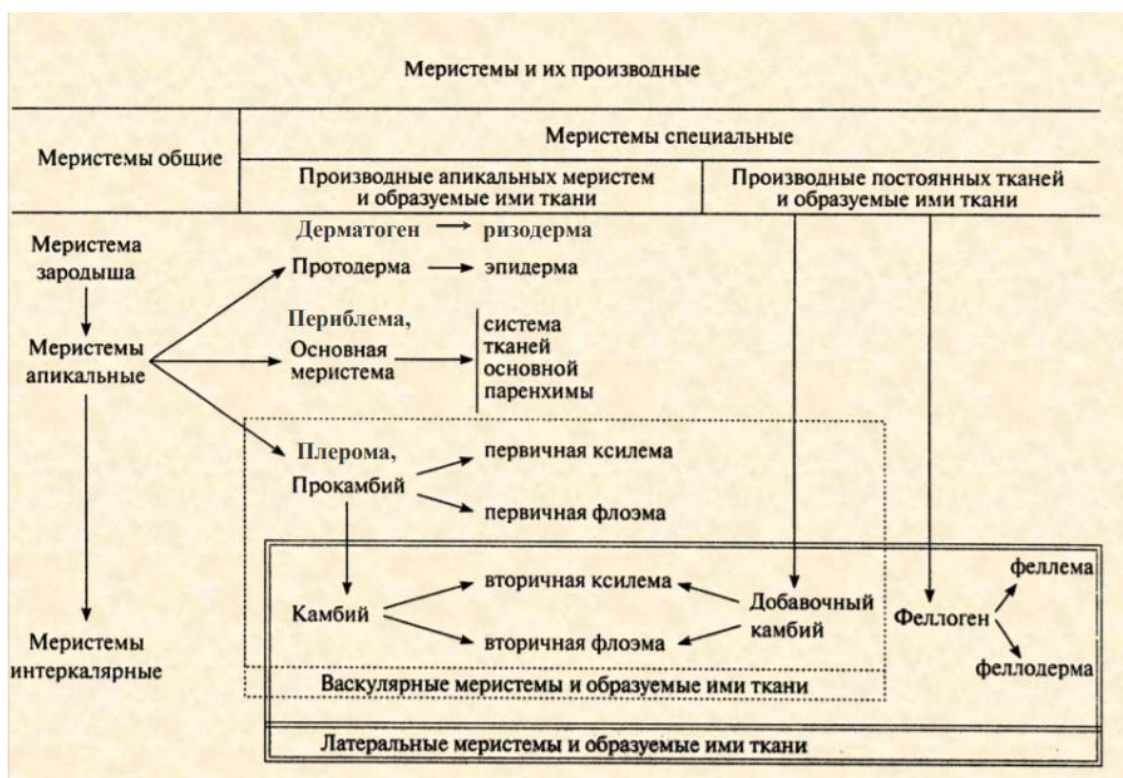 Меристемы и их производные
Меристемы общие
Меристемы специальные
Производные апикальных меристем
и образуемые ими ткани
Производные постоянных тканей
и образуемые ими ткани
Меристема
зародыша
Меристемы
апикальные
Меристемы
интеркалярные
Дерматоген
ризодерма
Протодерма
эпидерма
Периблема,
Основная
меристема
система
тканей
основной
паренхимы
Плерома,
Прокамбий
первичная ксилема
первичная флоэма
Камбий
вторичная ксилема
вторичная флоэма
Добавочный
камбий
Феллоген
феллема
феллодерма
Васкулярные меристемы и образуемые ими ткани
Латеральные меристемы и образуемые ими ткани